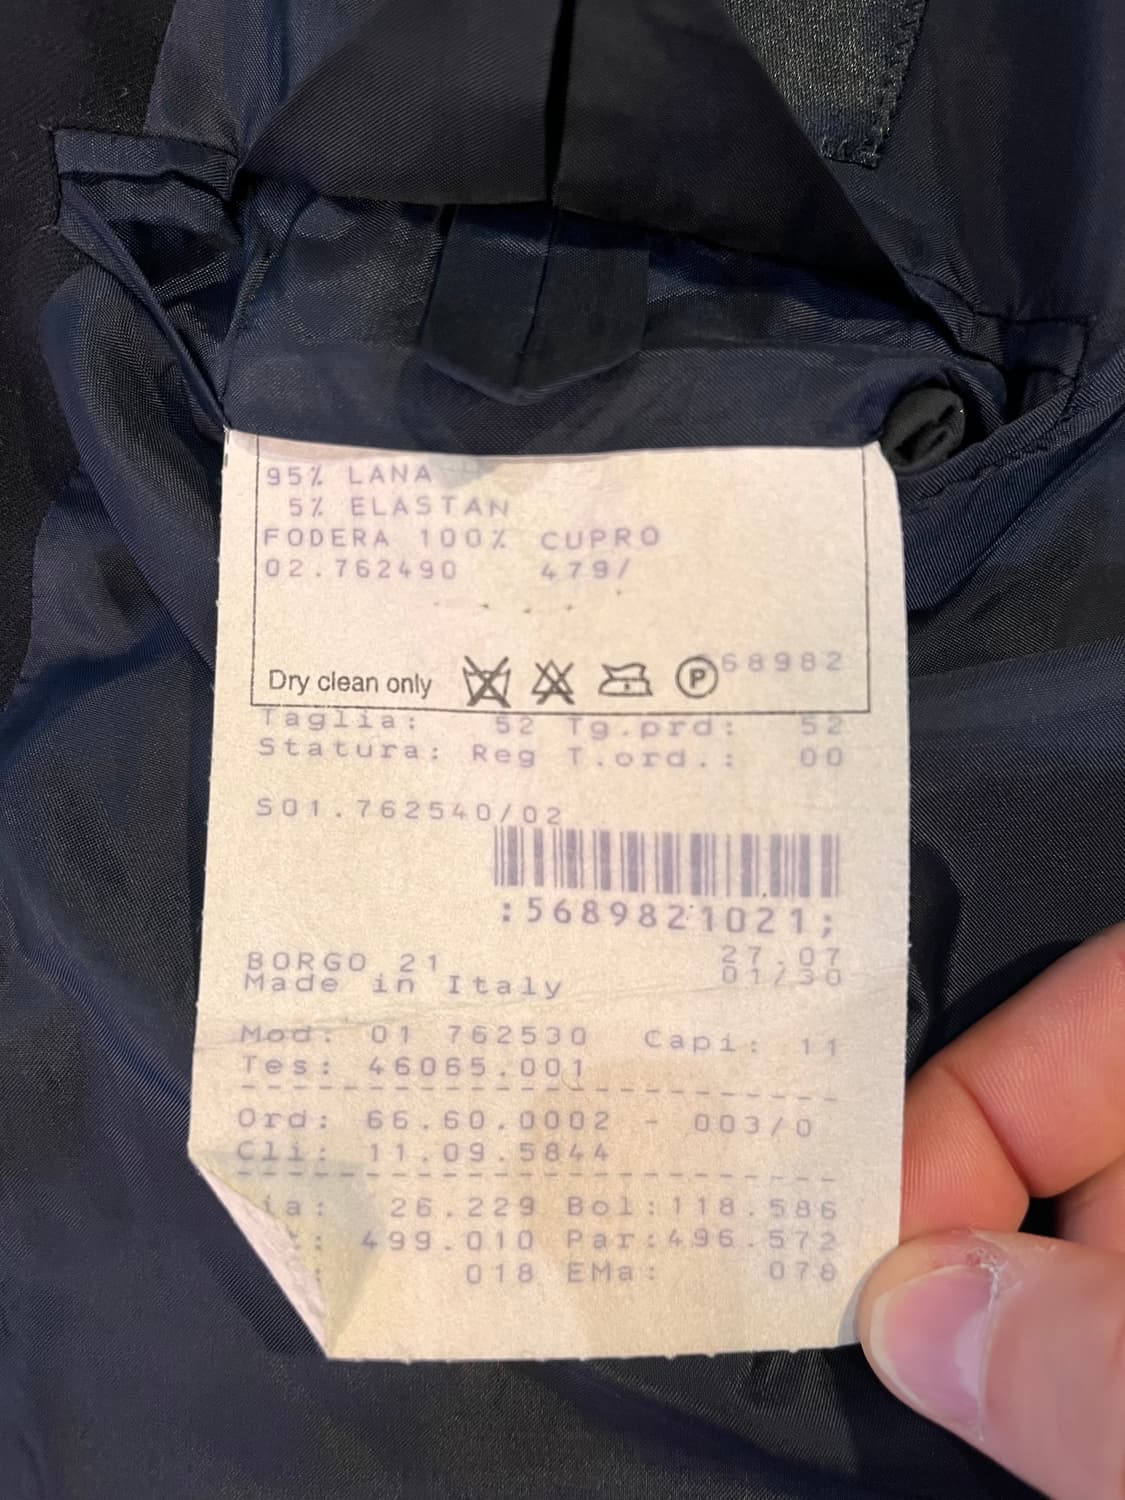 95% LANA
5% ELASTAN
FODERA 100% CUPRO
02.762490 479/
Dry clean only P 68982
Taglia: 52 Tg.prd: 52
Statura: Reg T.ord.: 00
S01.762540/02
:5689821021;
BORGO 21 27.07
Made in Italy 01/30
Mod: 01 762530 Capi: 11
Tes: 46065.001
Ord: 66.60.0002 - 003/0
Cli: 11.09.5844
ia: 26.229 Bol:118.586
: 499.010 Par:496.572
: 018 EMa: 078